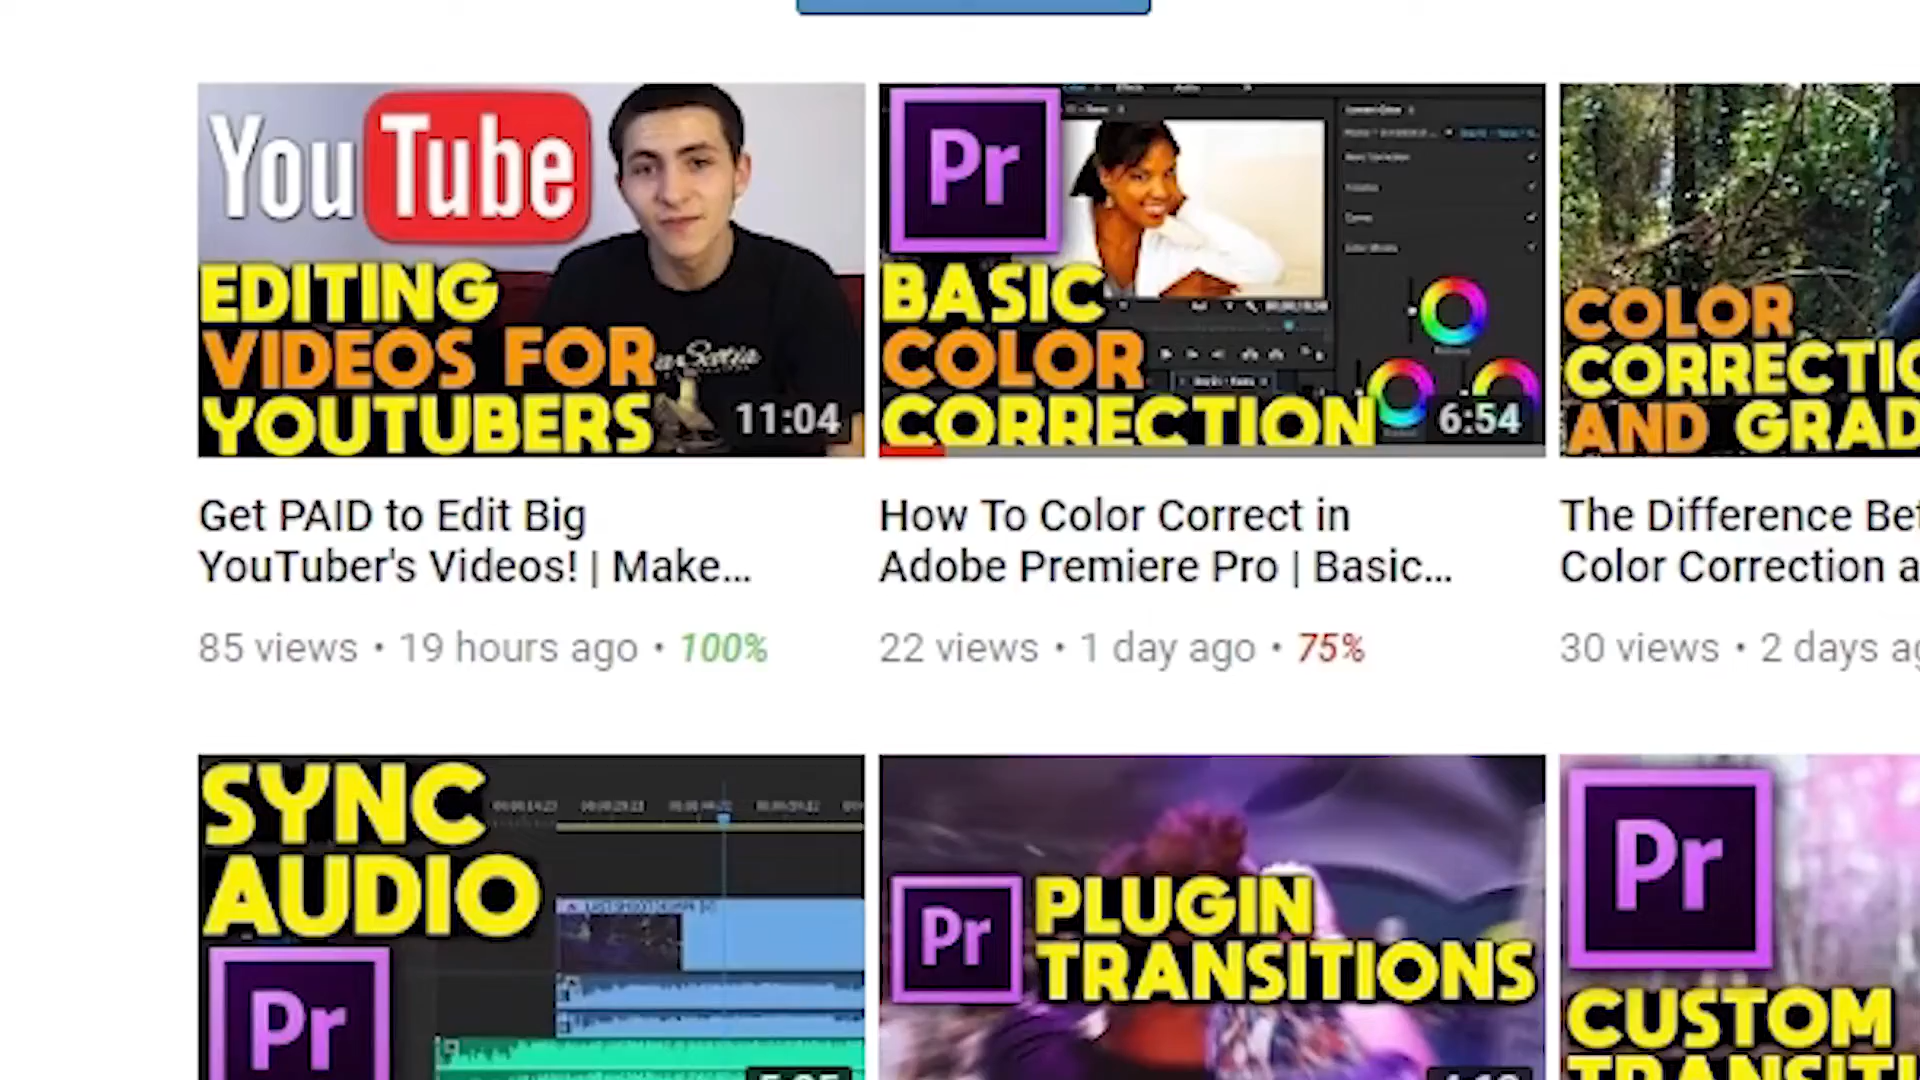 YouTube
EDITING
VIDEOS FOR
YOUTUBERS
11:04
Get PAID to Edit Big
YouTuber's Videos! | Make...
85 views • 19 hours ago • 100%
Pr
BASIC
COLOR
CORRECTION
6:54
How To Color Correct in
Adobe Premiere Pro | Basic...
22 views • 1 day ago • 75%
COLOR
CORRECTIO
AND GRAD
The Difference Bet
Color Correction a
30 views • 2 days ag
SYNC
AUDIO
Pr
Pr
PLUGIN
TRANSITIONS
Pr
CUSTOM
TRANSITI